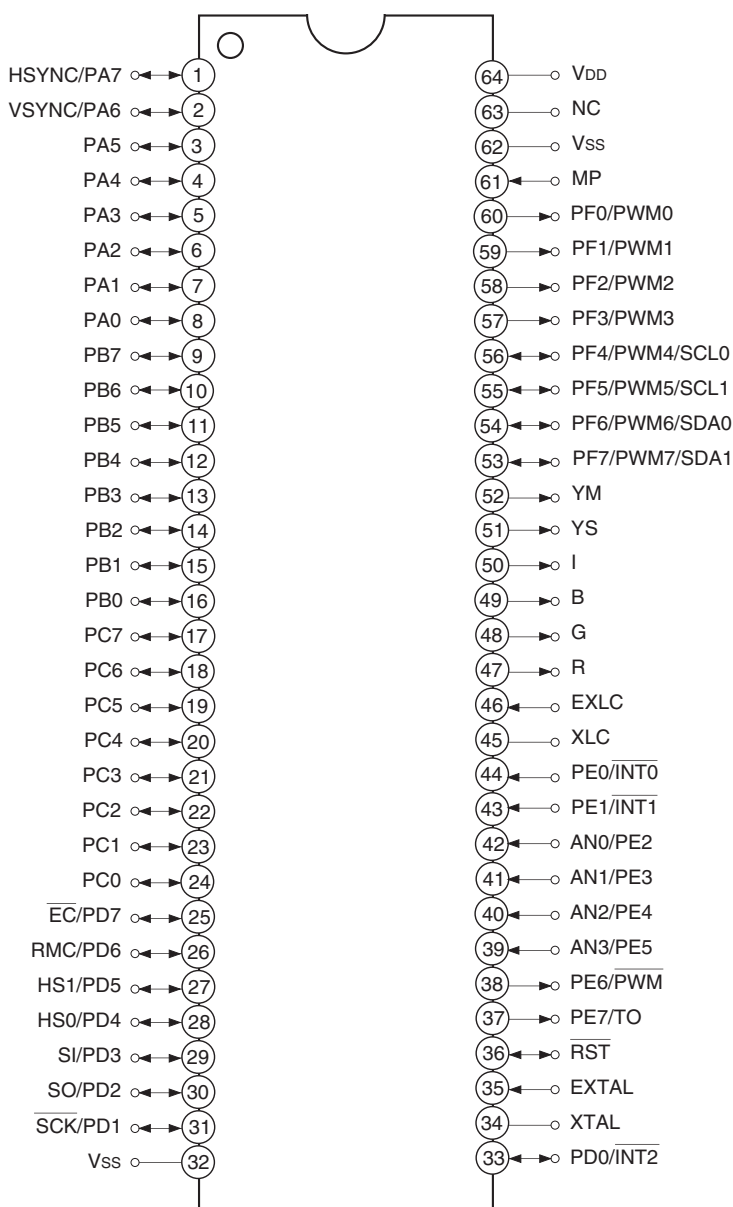 HSYNC/PA7 1 64 VDD
VSYNC/PA6 2 63 NC
PA5 3 62 VSS
PA4 4 61 MP
PA3 5 60 PF0/PWM0
PA2 6 59 PF1/PWM1
PA1 7 58 PF2/PWM2
PA0 8 57 PF3/PWM3
PB7 9 56 PF4/PWM4/SCL0
PB6 10 55 PF5/PWM5/SCL1
PB5 11 54 PF6/PWM6/SDA0
PB4 12 53 PF7/PWM7/SDA1
PB3 13 52 YM
PB2 14 51 YS
PB1 15 50 I
PB0 16 49 B
PC7 17 48 G
PC6 18 47 R
PC5 19 46 EXLC
PC4 20 45 XLC
PC3 21 44 PE0/I̅N̅T̅0̅
PC2 22 43 PE1/I̅N̅T̅1̅
PC1 23 42 AN0/PE2
PC0 24 41 AN1/PE3
E̅C̅/PD7 25 40 AN2/PE4
RMC/PD6 26 39 AN3/PE5
HS1/PD5 27 38 PE6/P̅W̅M̅
HS0/PD4 28 37 PE7/TO
SI/PD3 29 36 R̅S̅T̅
SO/PD2 30 35 EXTAL
S̅C̅K̅/PD1 31 34 XTAL
VSS 32 33 PD0/I̅N̅T̅2̅